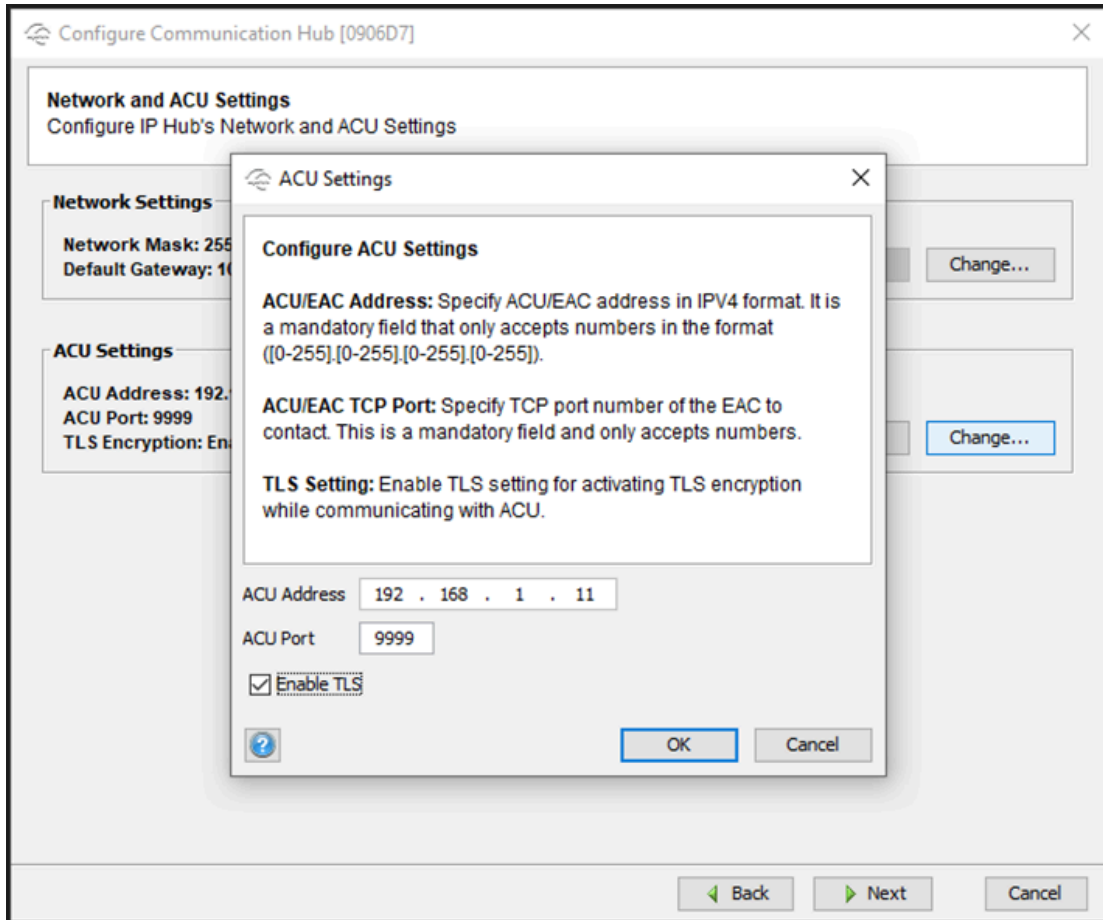 Configure Communication Hub [0906D7]
Network and ACU Settings
Configure IP Hub's Network and ACU Settings
ACU Settings
Network Settings
Network Mask: 255
Default Gateway:
Change...
ACU Settings
ACU Address: 192.
ACU Port: 9999
TLS Encryption:
Change...
Configure ACU Settings
ACU/EAC Address: Specify ACU/EAC address in IPV4 format. It is
a mandatory field that only accepts numbers in the format
([0-255].[0-255].[0-255].[0-255]).
ACU/EAC TCP Port: Specify TCP port number of the EAC to
contact. This is a mandatory field and only accepts numbers.
TLS Setting: Enable TLS setting for activating TLS encryption
while communicating with ACU.
ACU Address 192 . 168 . 1 . 11
ACU Port 9999
Enable TLS
OK Cancel
Back Next Cancel